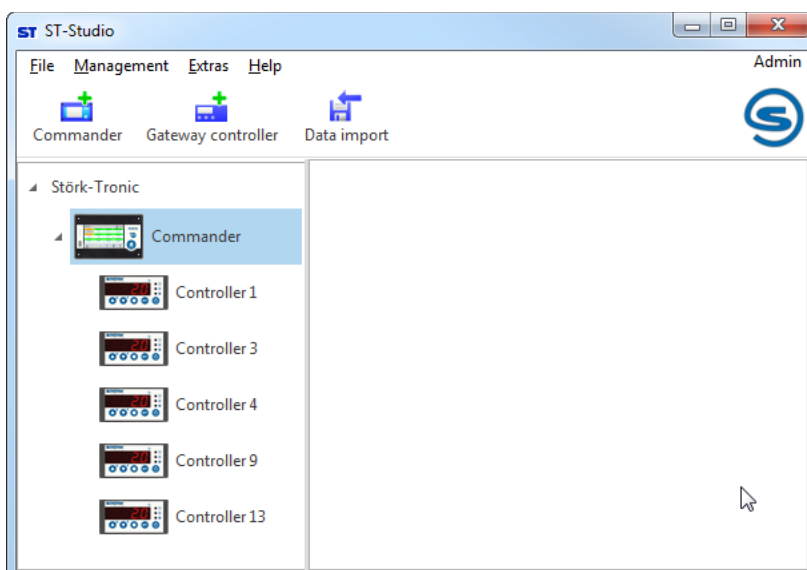 ST ST-Studio
File Management Extras Help Admin
Commander Gateway controller Data import
Störk-Tronic
Commander
Controller 1
Controller 3
Controller 4
Controller 9
Controller 13